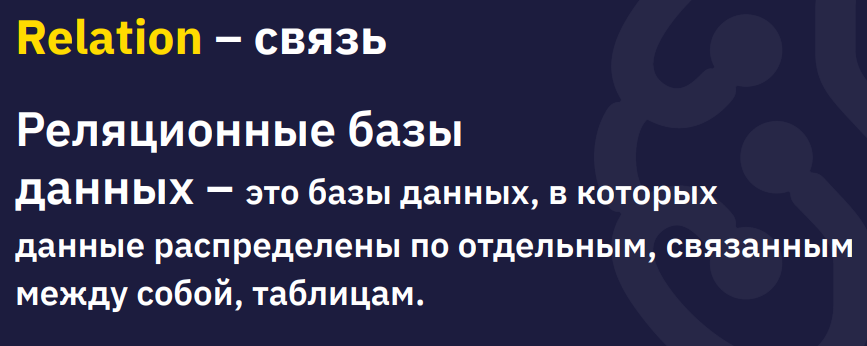 Relation – связь
Реляционные базы
данных – это базы данных, в которых
данные распределены по отдельным, связанным
между собой, таблицам.